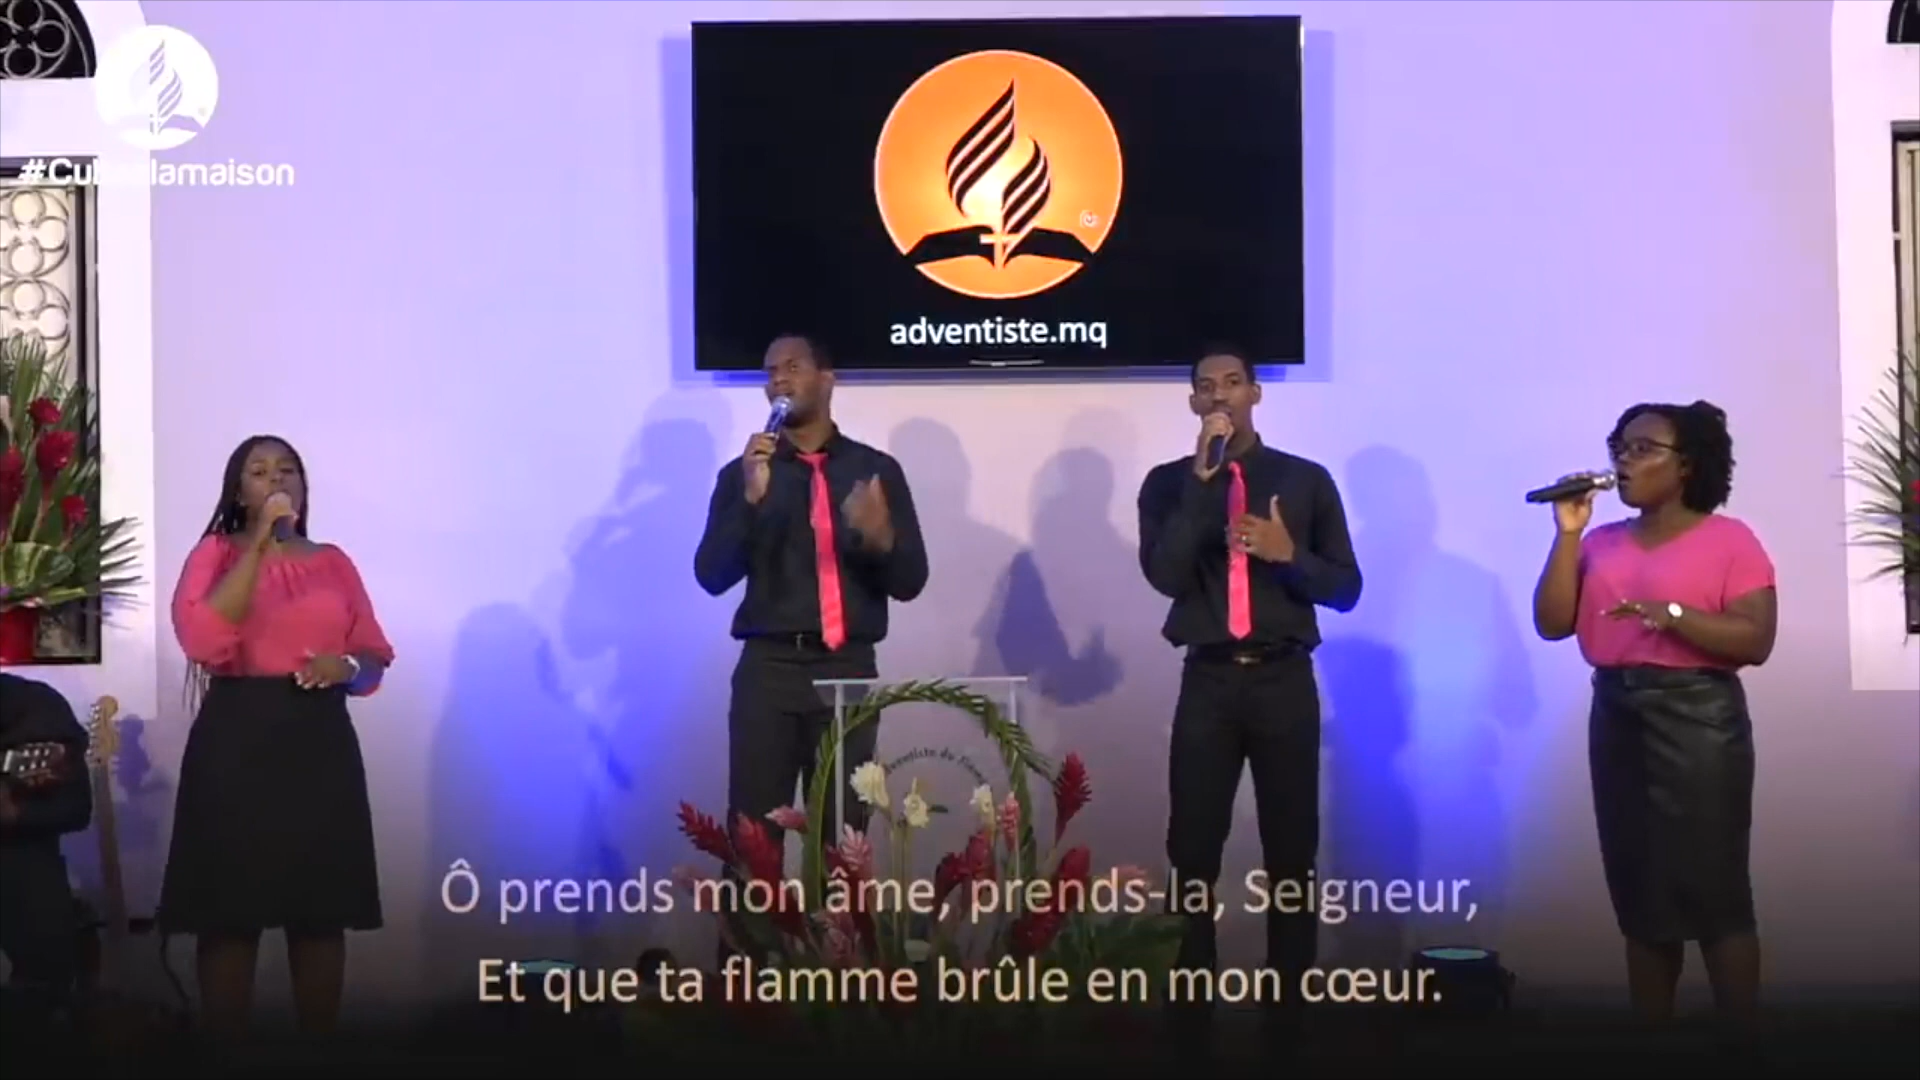 adventiste.mq
Ô prends mon âme, prends-la, Seigneur,
Et que ta flamme brûle en mon cœur.